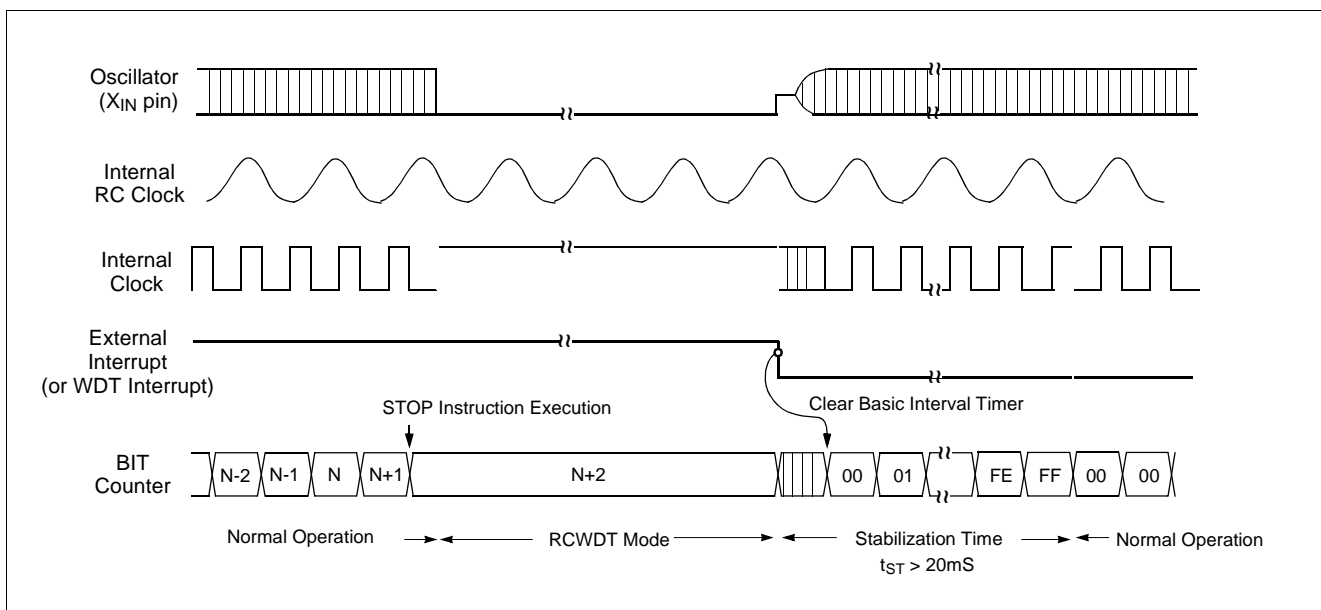 Oscillator
(XIN pin)
Internal
RC Clock
Internal
Clock
External
Interrupt
(or WDT Interrupt)
STOP Instruction Execution
Clear Basic Interval Timer
BIT
Counter
N-2 N-1 N N+1 N+2 00 01 FE FF 00 00
Normal Operation RCWDT Mode Stabilization Time Normal Operation
tST > 20mS